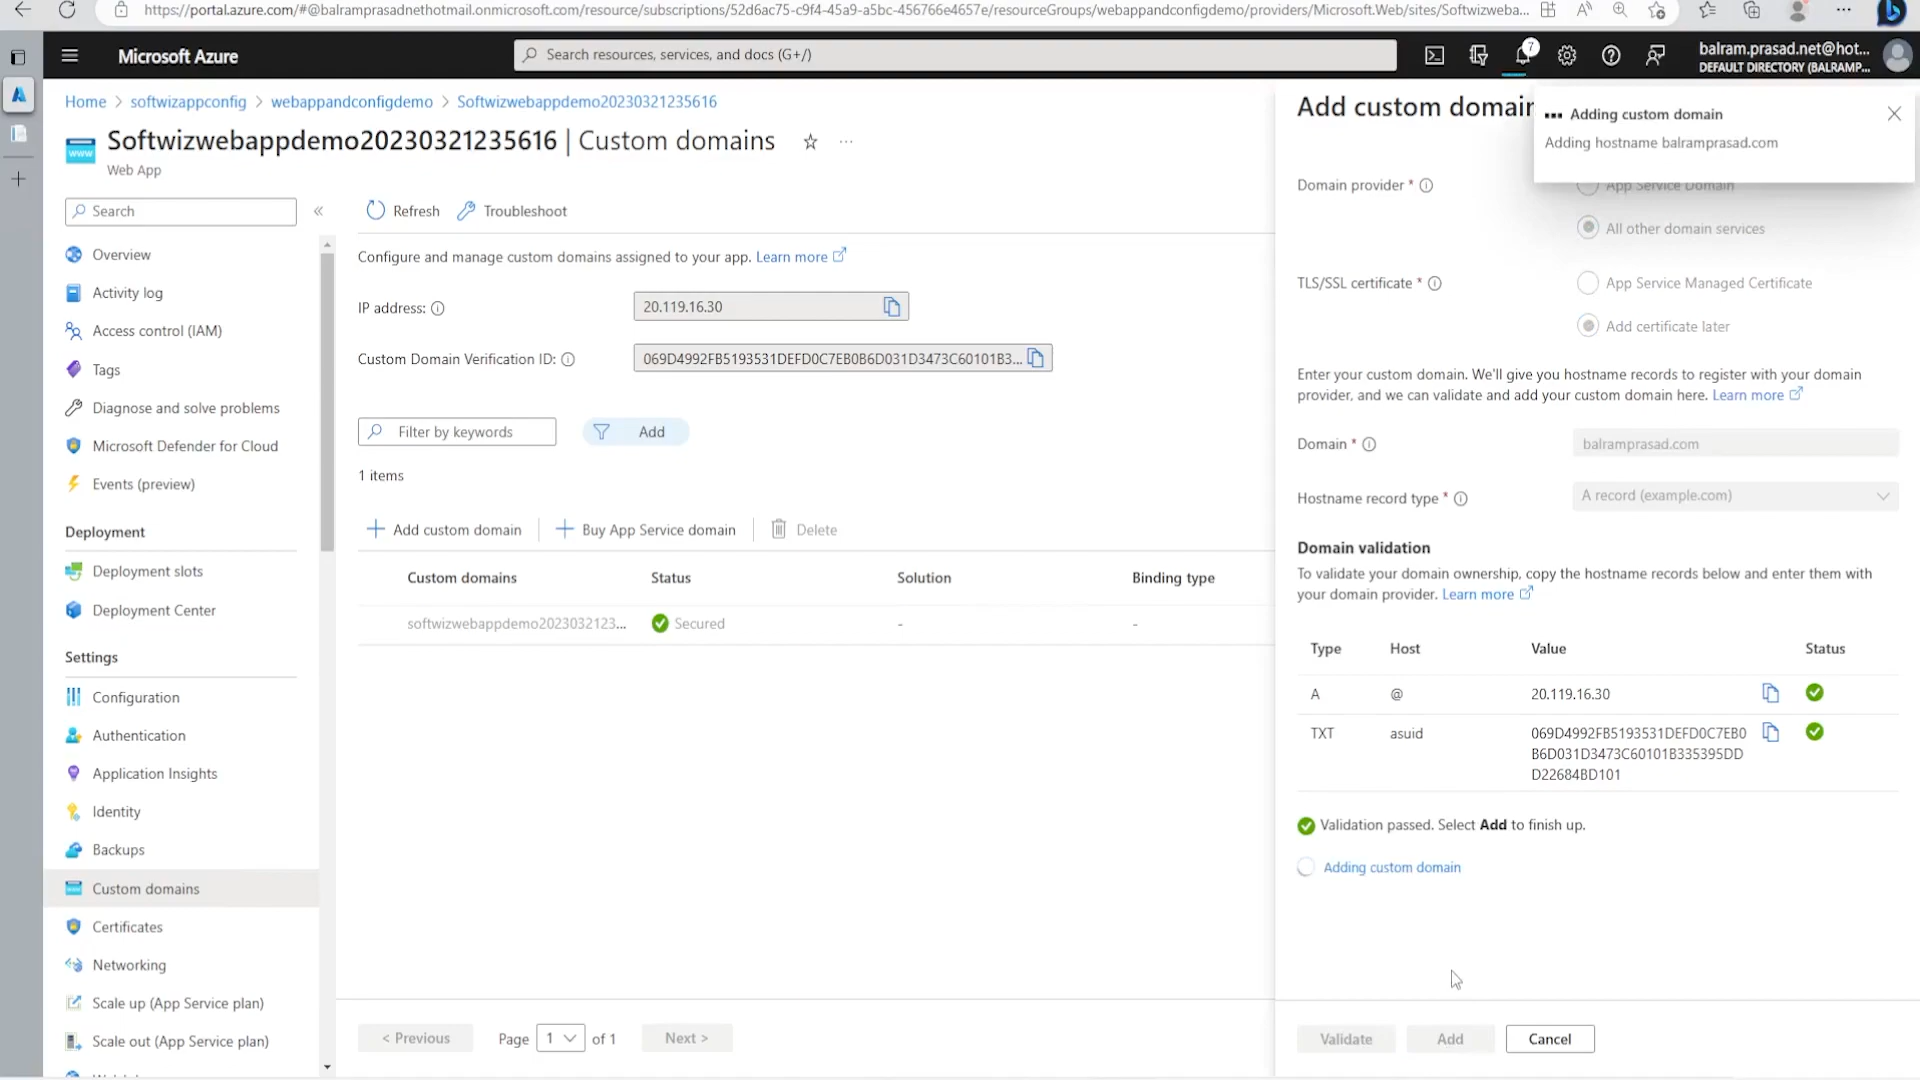 https://portal.azure.com/#@balramprasadnethotmail.onmicrosoft.com/resource/subscriptions/52d6ac75-c9f4-45a9-a5bc-456766e4657e/resourceGroups/webappandconfigdemo/providers/Microsoft.Web/sites/Softwizweba...
Microsoft Azure
Search resources, services, and docs (G+/)
7
balram.prasad.net@hot...
DEFAULT DIRECTORY (BALRAMP...
Home > softwizappconfig > webappandconfigdemo > Softwizwebappdemo20230321235616
Softwizwebappdemo20230321235616 | Custom domains
Web App
Search
Overview
Activity log
Access control (IAM)
Tags
Diagnose and solve problems
Microsoft Defender for Cloud
Events (preview)
Deployment
Deployment slots
Deployment Center
Settings
Configuration
Authentication
Application Insights
Identity
Backups
Custom domains
Certificates
Networking
Scale up (App Service plan)
Scale out (App Service plan)
Refresh
Troubleshoot
Configure and manage custom domains assigned to your app. Learn more
IP address:
20.119.16.30
Custom Domain Verification ID:
069D4992FB5193531DEFD0C7EB0B6D031D3473C60101B3...
Filter by keywords
Add
1 items
Add custom domain
Buy App Service domain
Delete
Custom domains Status Solution Binding type
softwizwebappdemo2023032123... Secured - -
< Previous
Page 1 of 1
Next >
Add custom domain
Adding custom domain
Adding hostname balramprasad.com
Domain provider *
App Service Domain
All other domain services
TLS/SSL certificate *
App Service Managed Certificate
Add certificate later
Enter your custom domain. We'll give you hostname records to register with your domain
provider, and we can validate and add your custom domain here. Learn more
Domain *
balramprasad.com
Hostname record type *
A record (example.com)
Domain validation
To validate your domain ownership, copy the hostname records below and enter them with
your domain provider. Learn more
Type Host Value Status
A @ 20.119.16.30
TXT asuid 069D4992FB5193531DEFD0C7EB0
B6D031D3473C60101B335395DD
D22684BD101
Validation passed. Select Add to finish up.
Adding custom domain
Validate
Add
Cancel